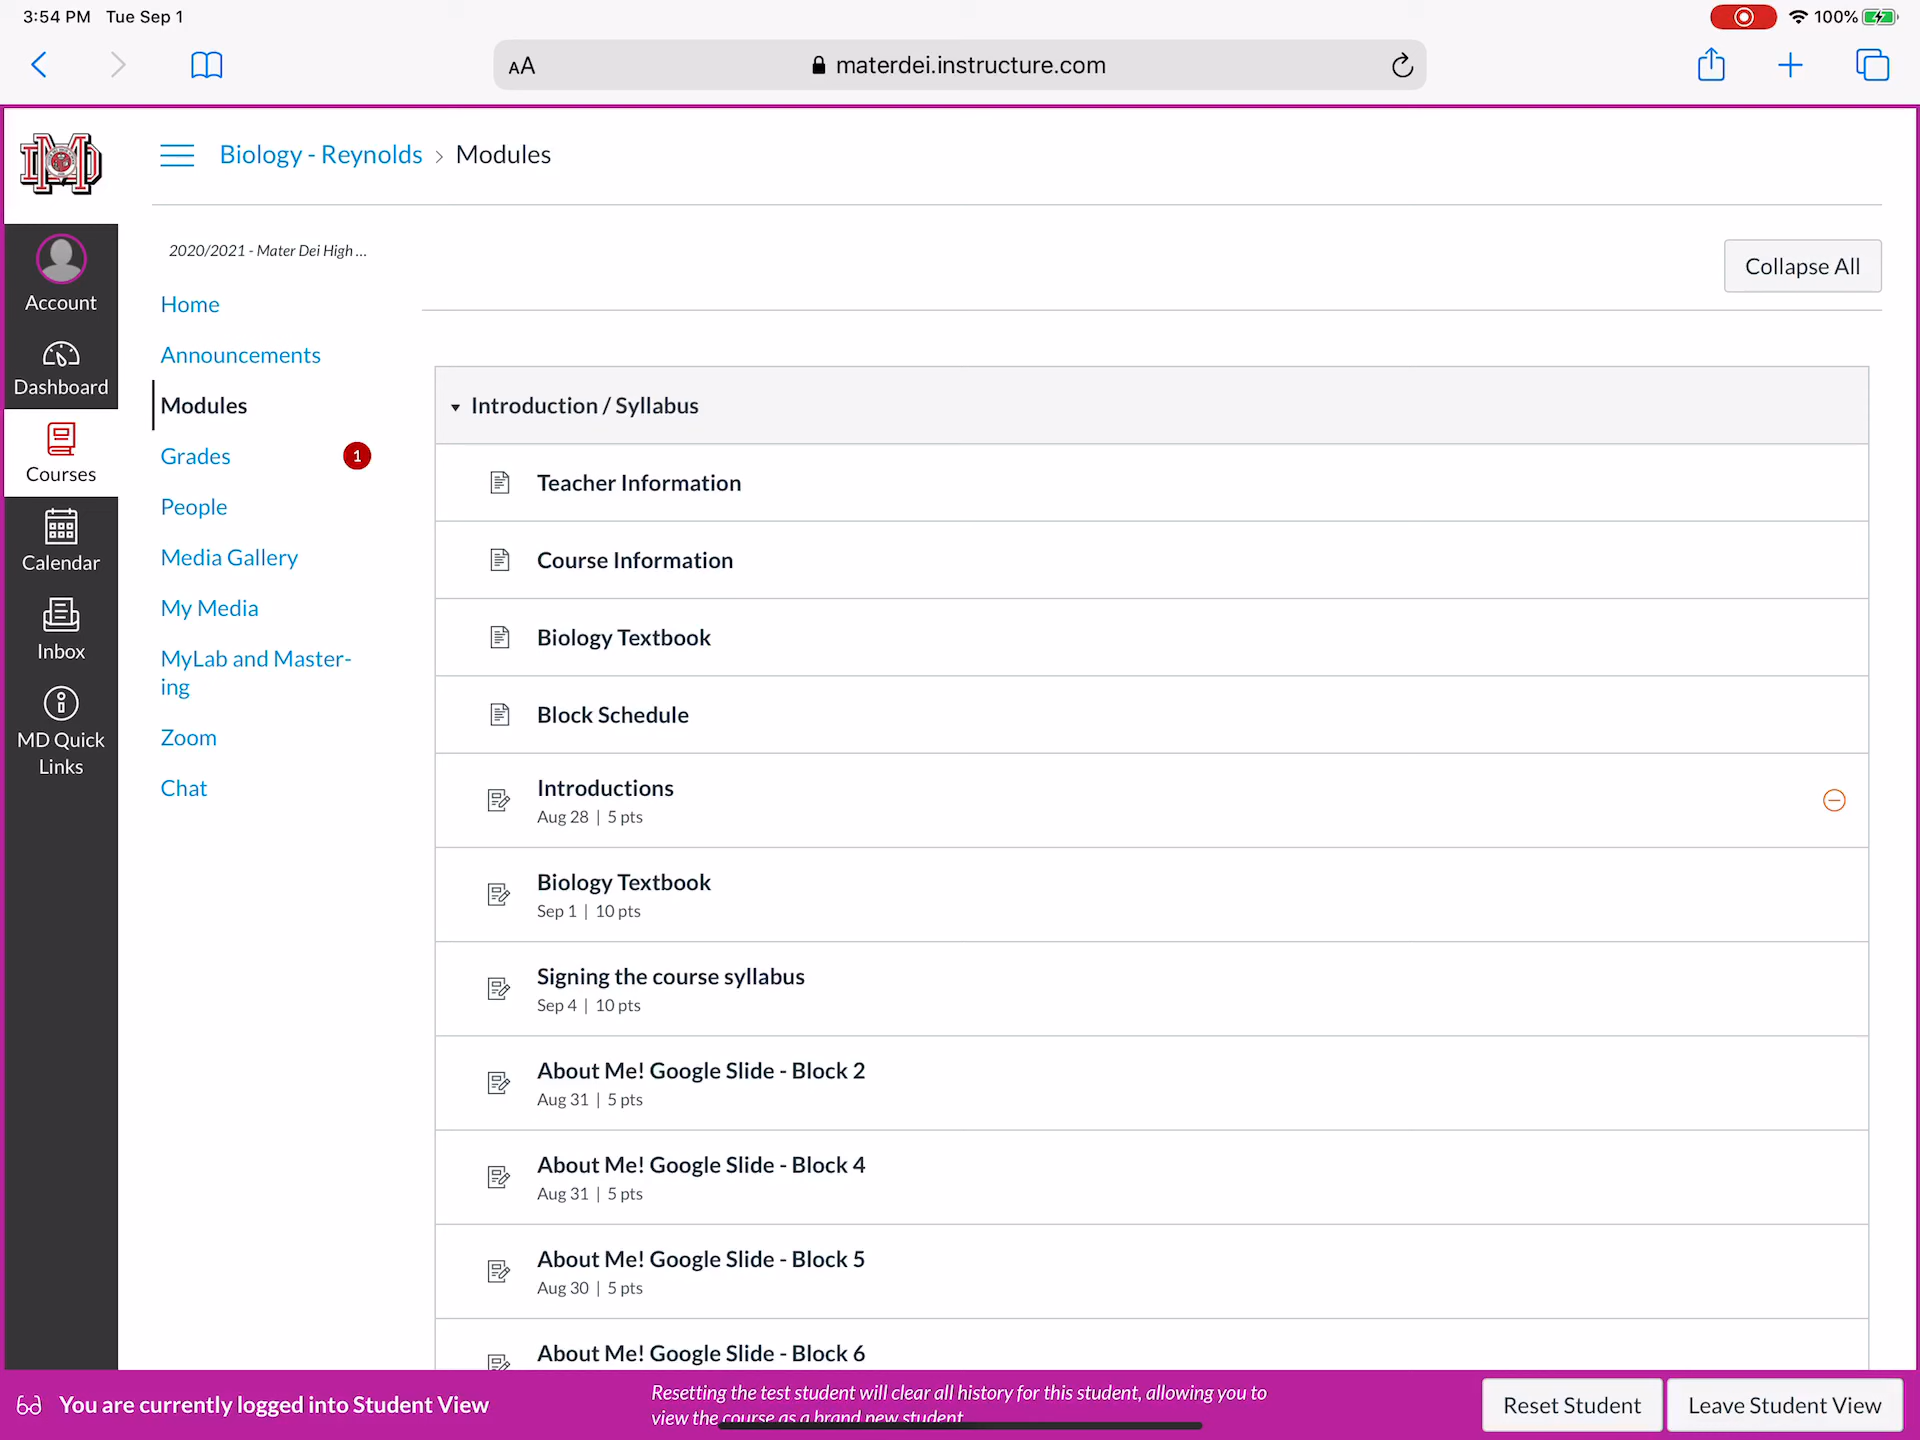 3:54 PM Tue Sep 1
100%
AA
materdei.instructure.com
MD
Biology - Reynolds › Modules
2020/2021 - Mater Dei High ...
Collapse All
Account
Dashboard
Courses
Calendar
Inbox
MD Quick
Links
Home
Announcements
Modules
Grades
1
People
Media Gallery
My Media
MyLab and Master-
ing
Zoom
Chat
Introduction / Syllabus
Teacher Information
Course Information
Biology Textbook
Block Schedule
Introductions
Aug 28 | 5 pts
Biology Textbook
Sep 1 | 10 pts
Signing the course syllabus
Sep 4 | 10 pts
About Me! Google Slide - Block 2
Aug 31 | 5 pts
About Me! Google Slide - Block 4
Aug 31 | 5 pts
About Me! Google Slide - Block 5
Aug 30 | 5 pts
About Me! Google Slide - Block 6
You are currently logged into Student View
Resetting the test student will clear all history for this student, allowing you to
view the course as a brand new student
Reset Student
Leave Student View